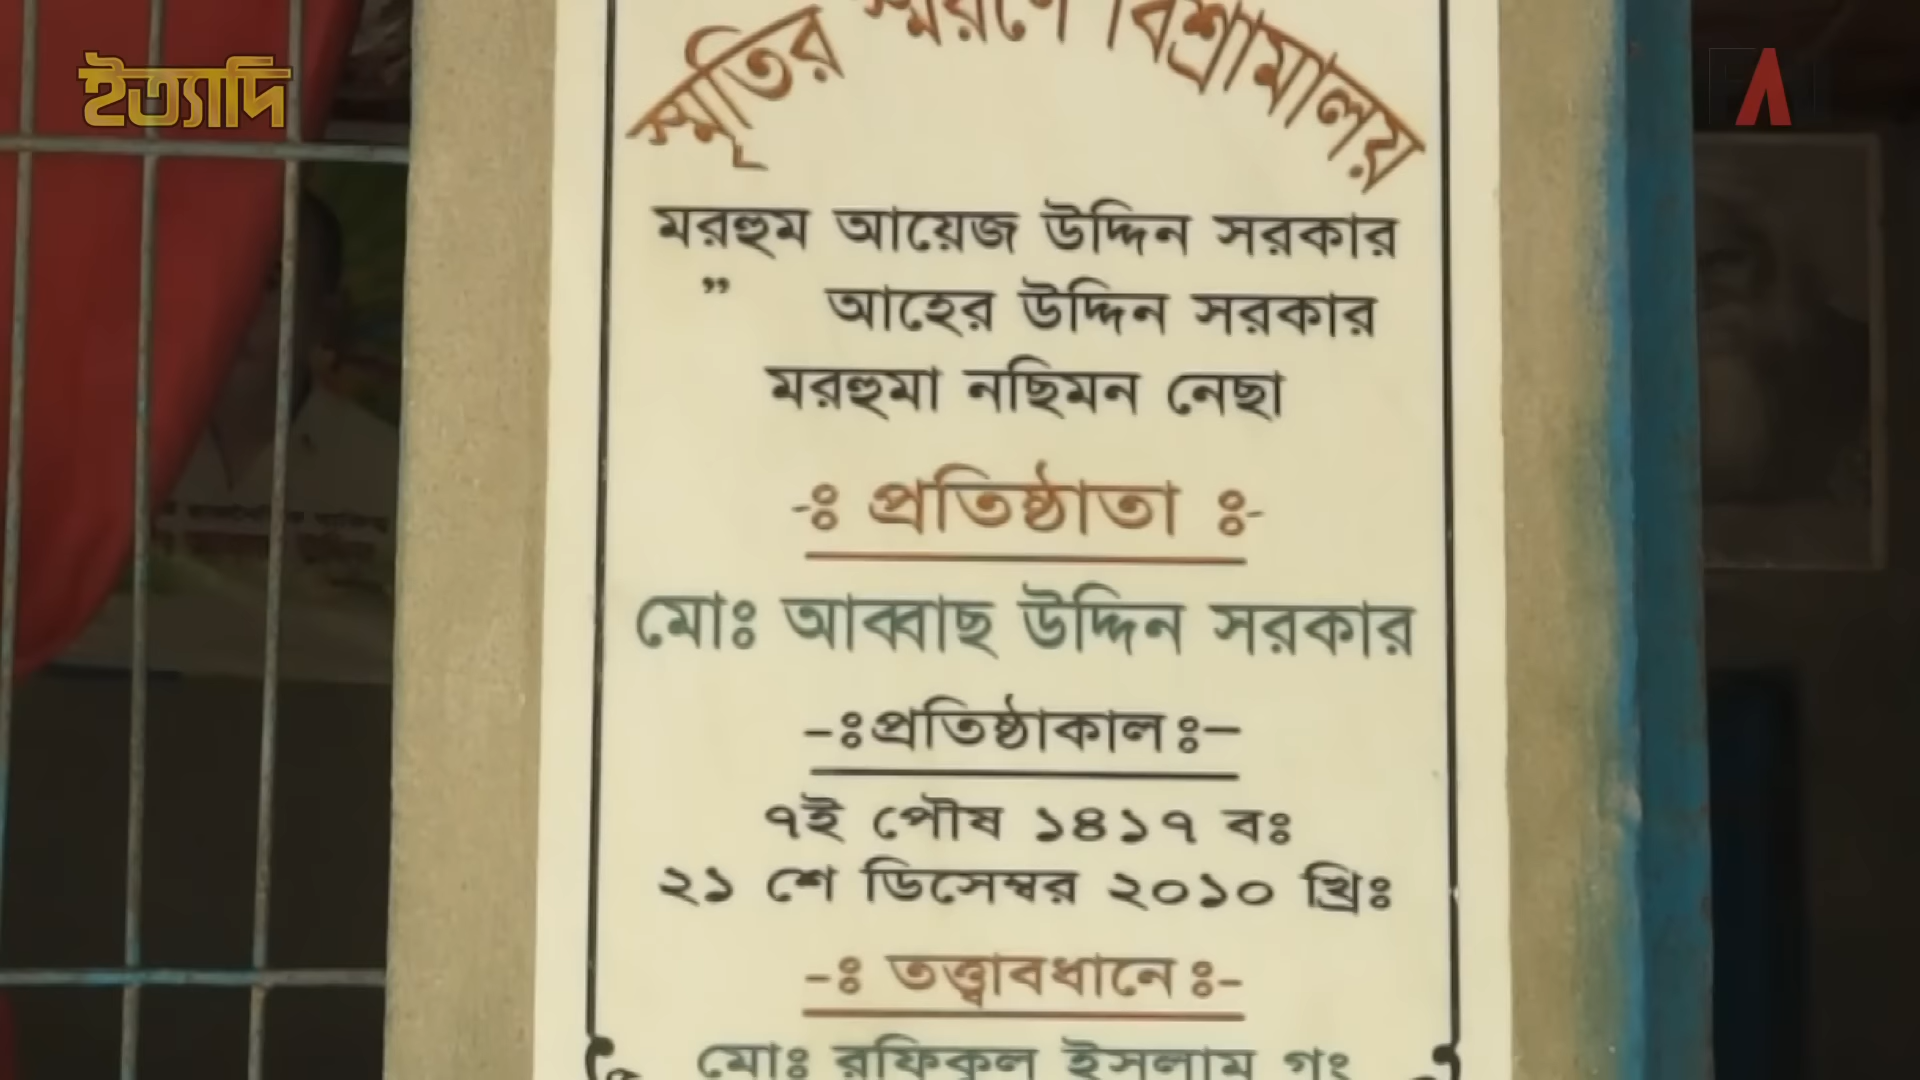 ইত্যাদি
স্মৃতির স্মরণে বিশ্রামালয়
মরহুম আয়েজ উদ্দিন সরকার
” আহের উদ্দিন সরকার
মরহুমা নছিমন নেছা
-ঃ প্রতিষ্ঠাতা ঃ-
মোঃ আব্বাছ উদ্দিন সরকার
-ঃপ্রতিষ্ঠাকালঃ-
৭ই পৌষ ১৪১৭ বঃ
২১ শে ডিসেম্বর ২০১০ খ্রিঃ
-ঃ তত্ত্বাবধানে ঃ-
মোঃ রফিকুল ইসলাম গং